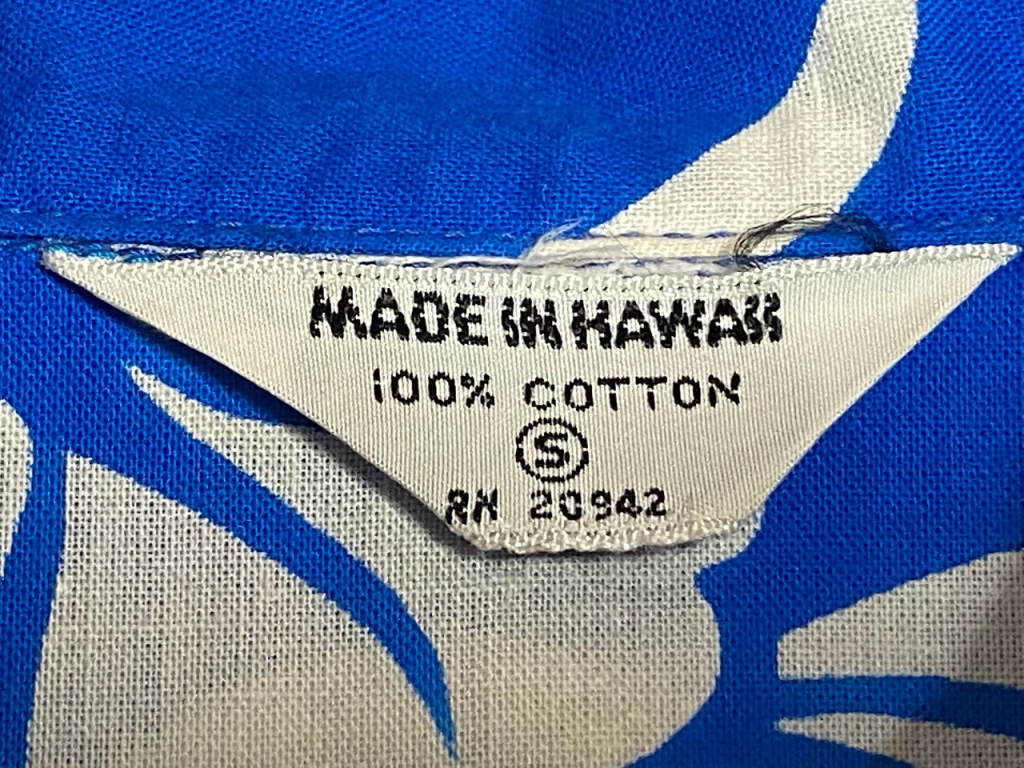 MADE IN HAWAII
100% COTTON
S
RN 20942